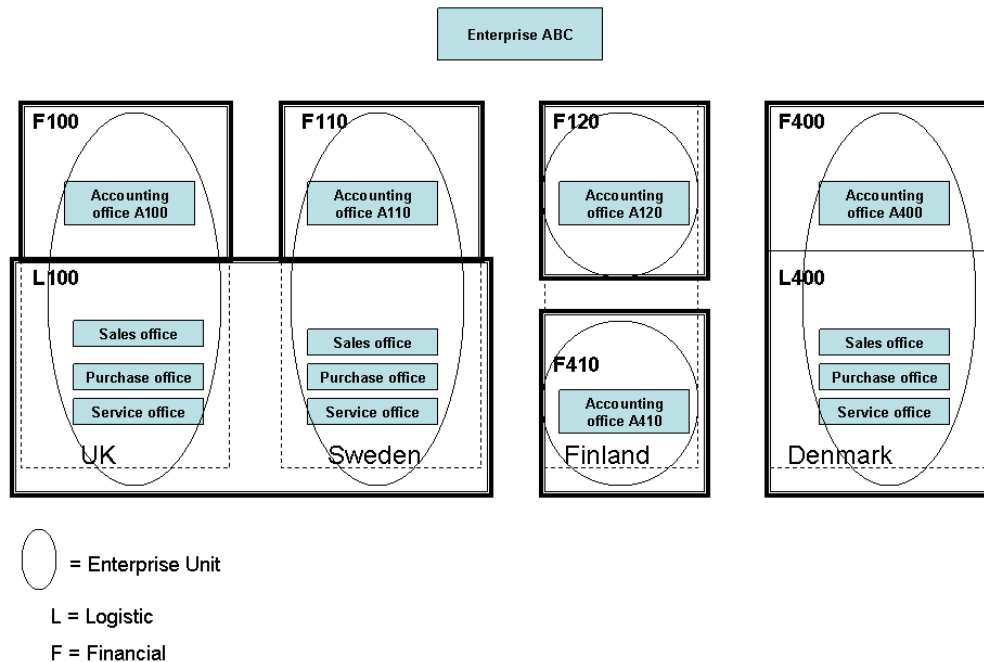 Enterprise ABC
F100
F110
F120
F400
Accounting
office A100
Accounting
office A110
Accounting
office A120
Accounting
office A400
L100
L400
Sales office
Purchase office
Service office
UK
Sales office
Purchase office
Service office
Sweden
F410
Accounting
office A410
Finland
Sales office
Purchase office
Service office
Denmark
= Enterprise Unit
L = Logistic
F = Financial